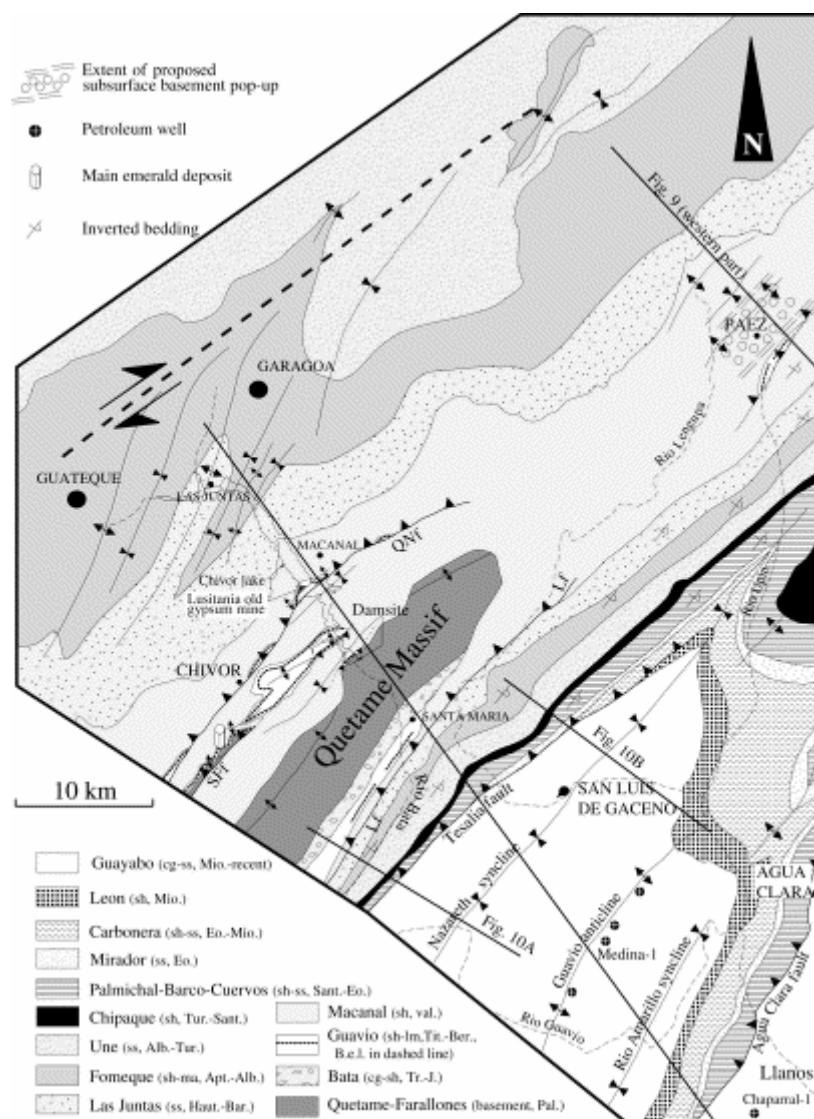 Extent of proposed
subsurface basement pop-up
Petroleum well
Main emerald deposit
Inverted bedding
N
Fig. 9 (western part)
PAEZ
GARAGOA
GUATEQUE
LAS JUNTAS
Rio Lengupa
MACANAL
QNf
Chivor lake
Lusitania old
gypsum mine
Damsite
Lf
Rio Upia
CHIVOR
Quetame Massif
SANTA MARIA
SFf
10 km
Rio Bata
Lf
Tesalia fault
Fig. 10B
SAN LUIS
DE GACENO
Nazareth syncline
Fig. 10A
Guavio anticline
Medina-1
Rio Amarillo syncline
Rio Guavio
AGUA
CLARA
Agua Clara fault
Llanos
Chaparral-1
Guayabo (cg-ss, Mio.-recent)
Leon (sh, Mio.)
Carbonera (sh-ss, Eo.-Mio.)
Mirador (ss, Eo.)
Palmichal-Barco-Cuervos (sh-ss, Sant.-Eo.)
Chipaque (sh, Tur.-Sant.)
Une (ss, Alb.-Tur.)
Fomeque (sh-ma, Apt.-Alb.)
Las Juntas (ss, Haut.-Bar.)
Macanal (sh, val.)
Guavio (sh-lm,Tit.-Ber.,
B.e.l. in dashed line)
Bata (cg-sh, Tr.-J.)
Quetame-Farallones (basement, Pal.)